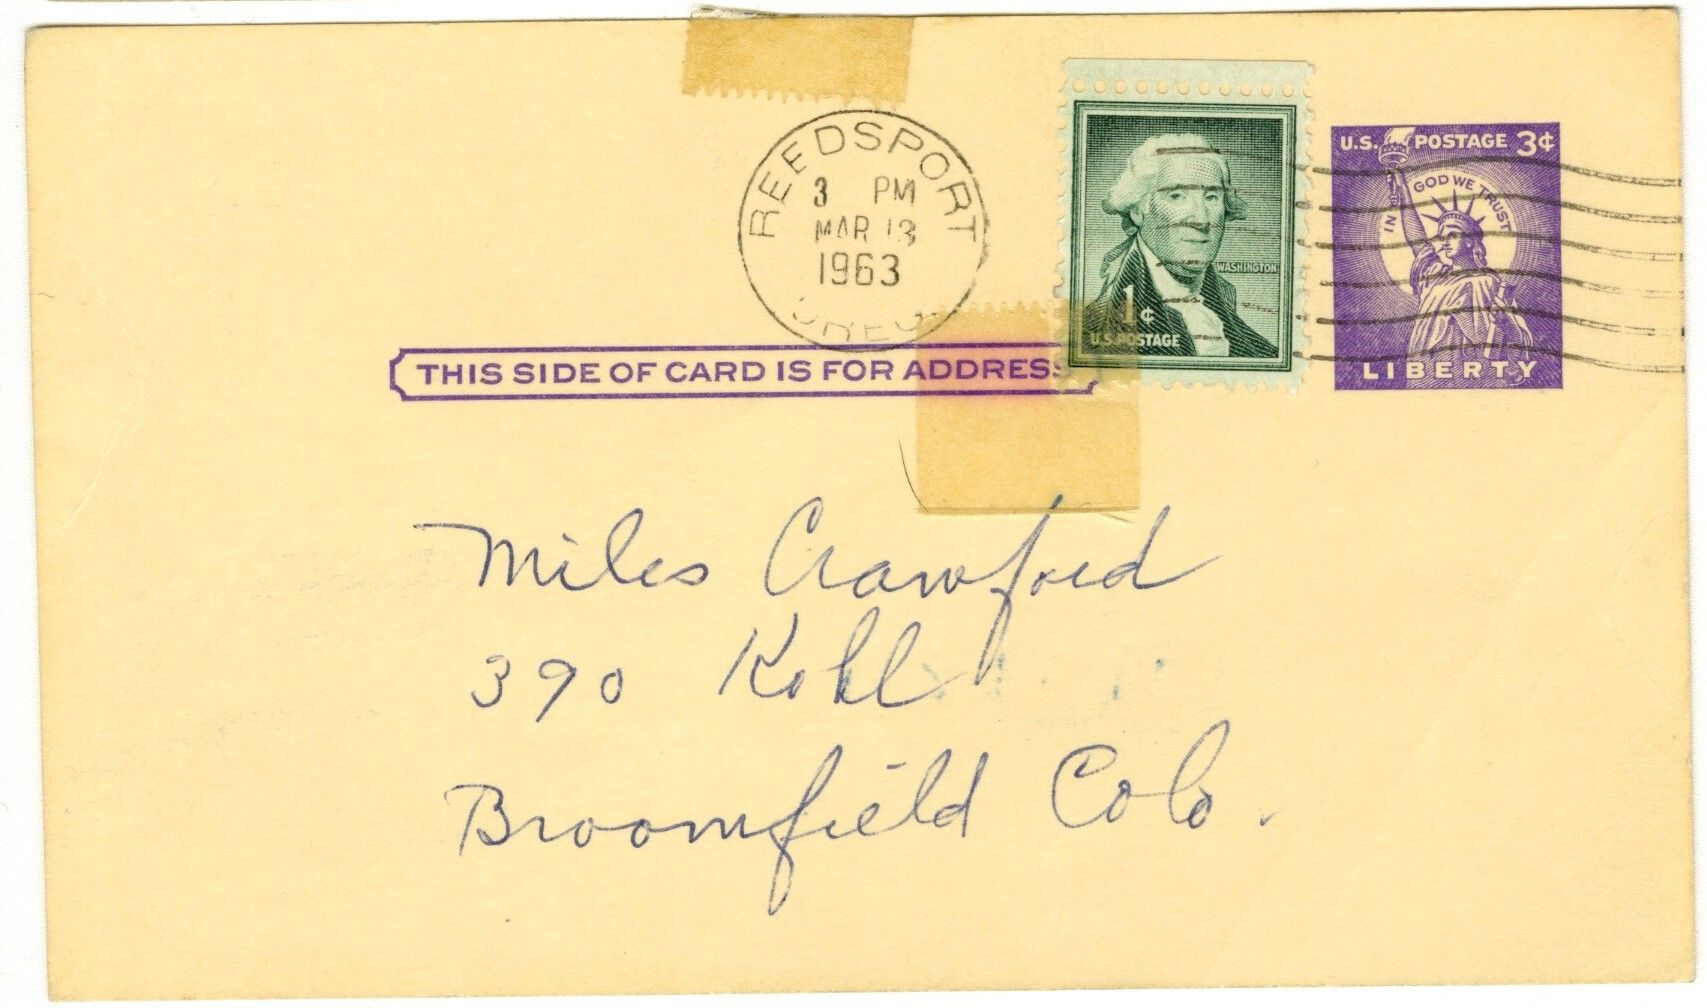 REEDSPORT
3 PM
MAR 13
1963
OREG.
WASHINGTON
1¢
U.S. POSTAGE
U.S. POSTAGE 3¢
IN GOD WE TRUST
LIBERTY
THIS SIDE OF CARD IS FOR ADDRESS
Miles Crawford
390 Kohl
Broomfield Colo.